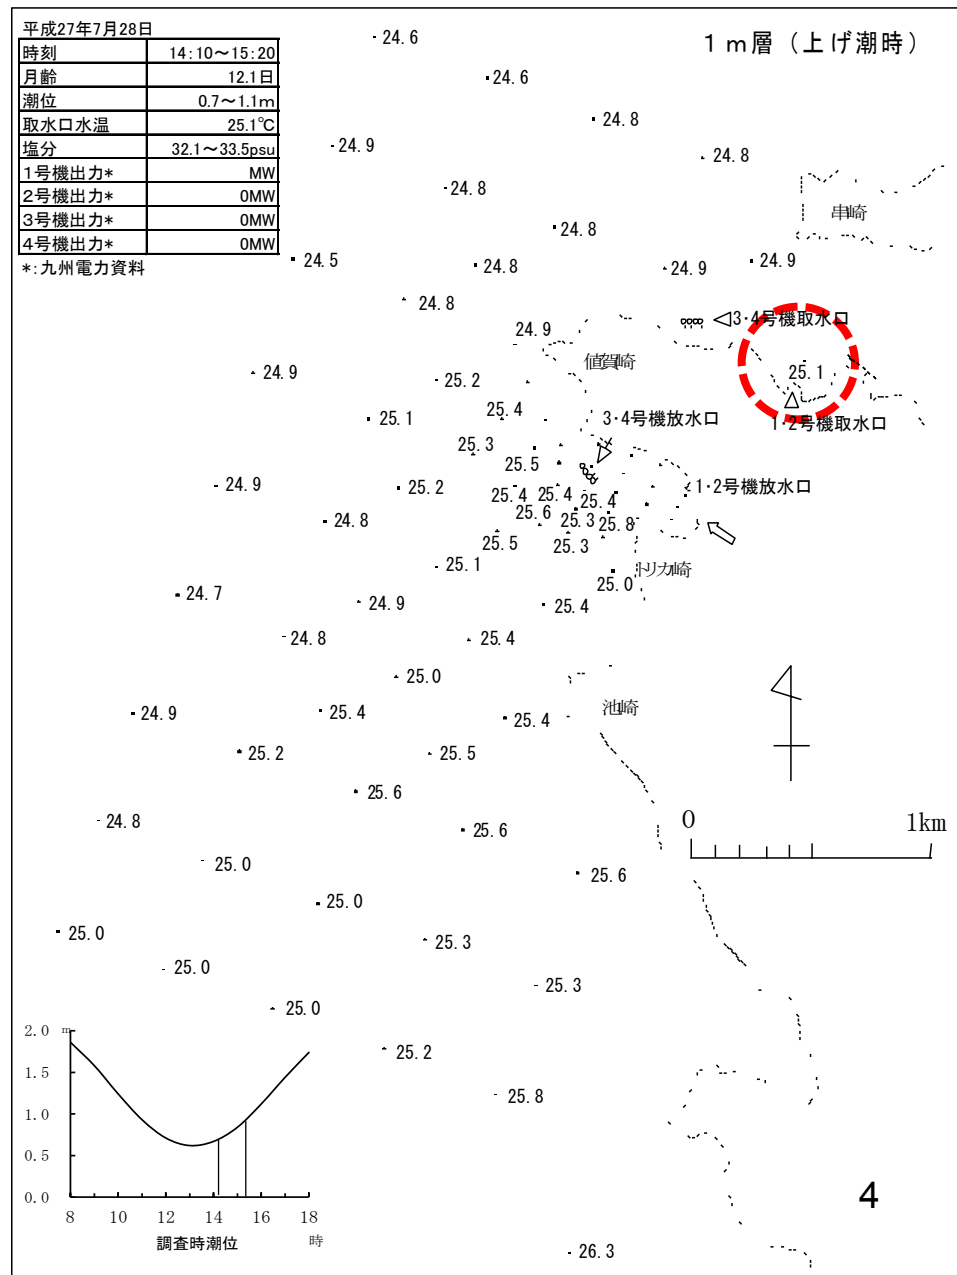 平成27年7月28日
時刻 14:10～15:20
月齢 12.1日
潮位 0.7～1.1m
取水口水温 25.1℃
塩分 32.1～33.5psu
1号機出力* MW
2号機出力* 0MW
3号機出力* 0MW
4号機出力* 0MW
*:九州電力資料
1m層(上げ潮時)
24.6
24.6
24.8
24.9
24.8
24.8
24.8
串崎
24.5
24.8
24.9
24.9
24.8
3・4号機取水口
24.9
値賀崎
24.9
25.2
25.1
25.1
25.4
3・4号機放水口
1・2号機取水口
25.3
25.5
24.9
25.2
25.4
25.4
25.4
1・2号機放水口
24.8
25.6
25.3
25.8
25.5
25.3
25.1
トリカ崎
25.0
24.7
24.9
25.4
24.8
25.4
25.0
池崎
24.9
25.4
25.4
25.2
25.5
25.6
24.8
25.6
0 1km
25.0
25.6
25.0
25.0
25.3
25.0
25.3
25.0
25.2
25.8
26.3
2.0 m
1.5
1.0
0.5
0.0
8 10 12 14 16 18
調査時潮位 時
4